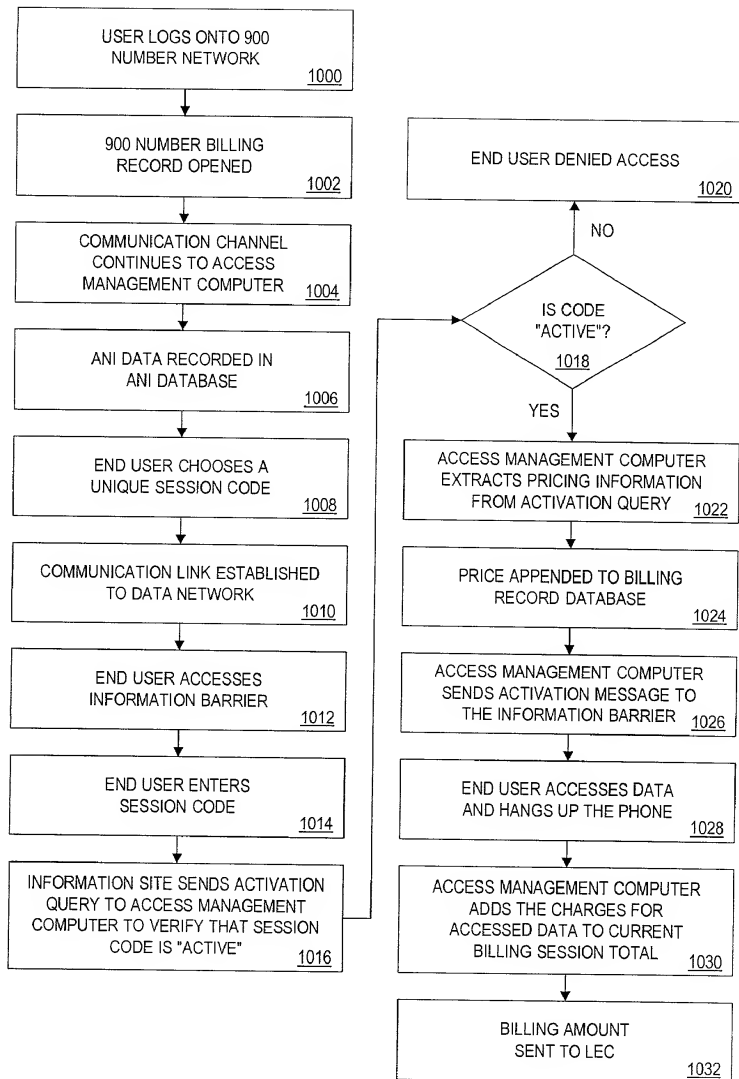 USER LOGS ONTO 900
NUMBER NETWORK
1000
900 NUMBER BILLING
RECORD OPENED
1002
COMMUNICATION CHANNEL
CONTINUES TO ACCESS
MANAGEMENT COMPUTER
1004
ANI DATA RECORDED IN
ANI DATABASE
1006
END USER CHOOSES A
UNIQUE SESSION CODE
1008
COMMUNICATION LINK ESTABLISHED
TO DATA NETWORK
1010
END USER ACCESSES
INFORMATION BARRIER
1012
END USER ENTERS
SESSION CODE
1014
INFORMATION SITE SENDS ACTIVATION
QUERY TO ACCESS MANAGEMENT
COMPUTER TO VERIFY THAT SESSION
CODE IS "ACTIVE"
1016
END USER DENIED ACCESS
1020
NO
IS CODE
"ACTIVE"?
1018
YES
ACCESS MANAGEMENT COMPUTER
EXTRACTS PRICING INFORMATION
FROM ACTIVATION QUERY
1022
PRICE APPENDED TO BILLING
RECORD DATABASE
1024
ACCESS MANAGEMENT COMPUTER
SENDS ACTIVATION MESSAGE TO
THE INFORMATION BARRIER
1026
END USER ACCESSES DATA
AND HANGS UP THE PHONE
1028
ACCESS MANAGEMENT COMPUTER
ADDS THE CHARGES FOR
ACCESSED DATA TO CURRENT
BILLING SESSION TOTAL
1030
BILLING AMOUNT
SENT TO LEC
1032